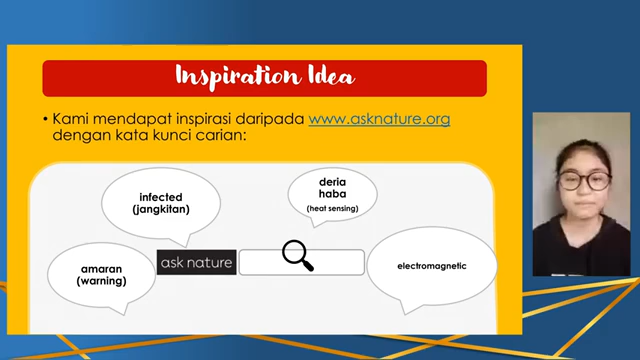 Inspiration Idea
• Kami mendapat inspirasi daripada www.asknature.org
dengan kata kunci carian:
infected
(jangkitan)
deria
haba
(heat sensing)
amaran
(warning)
ask nature
electromagnetic